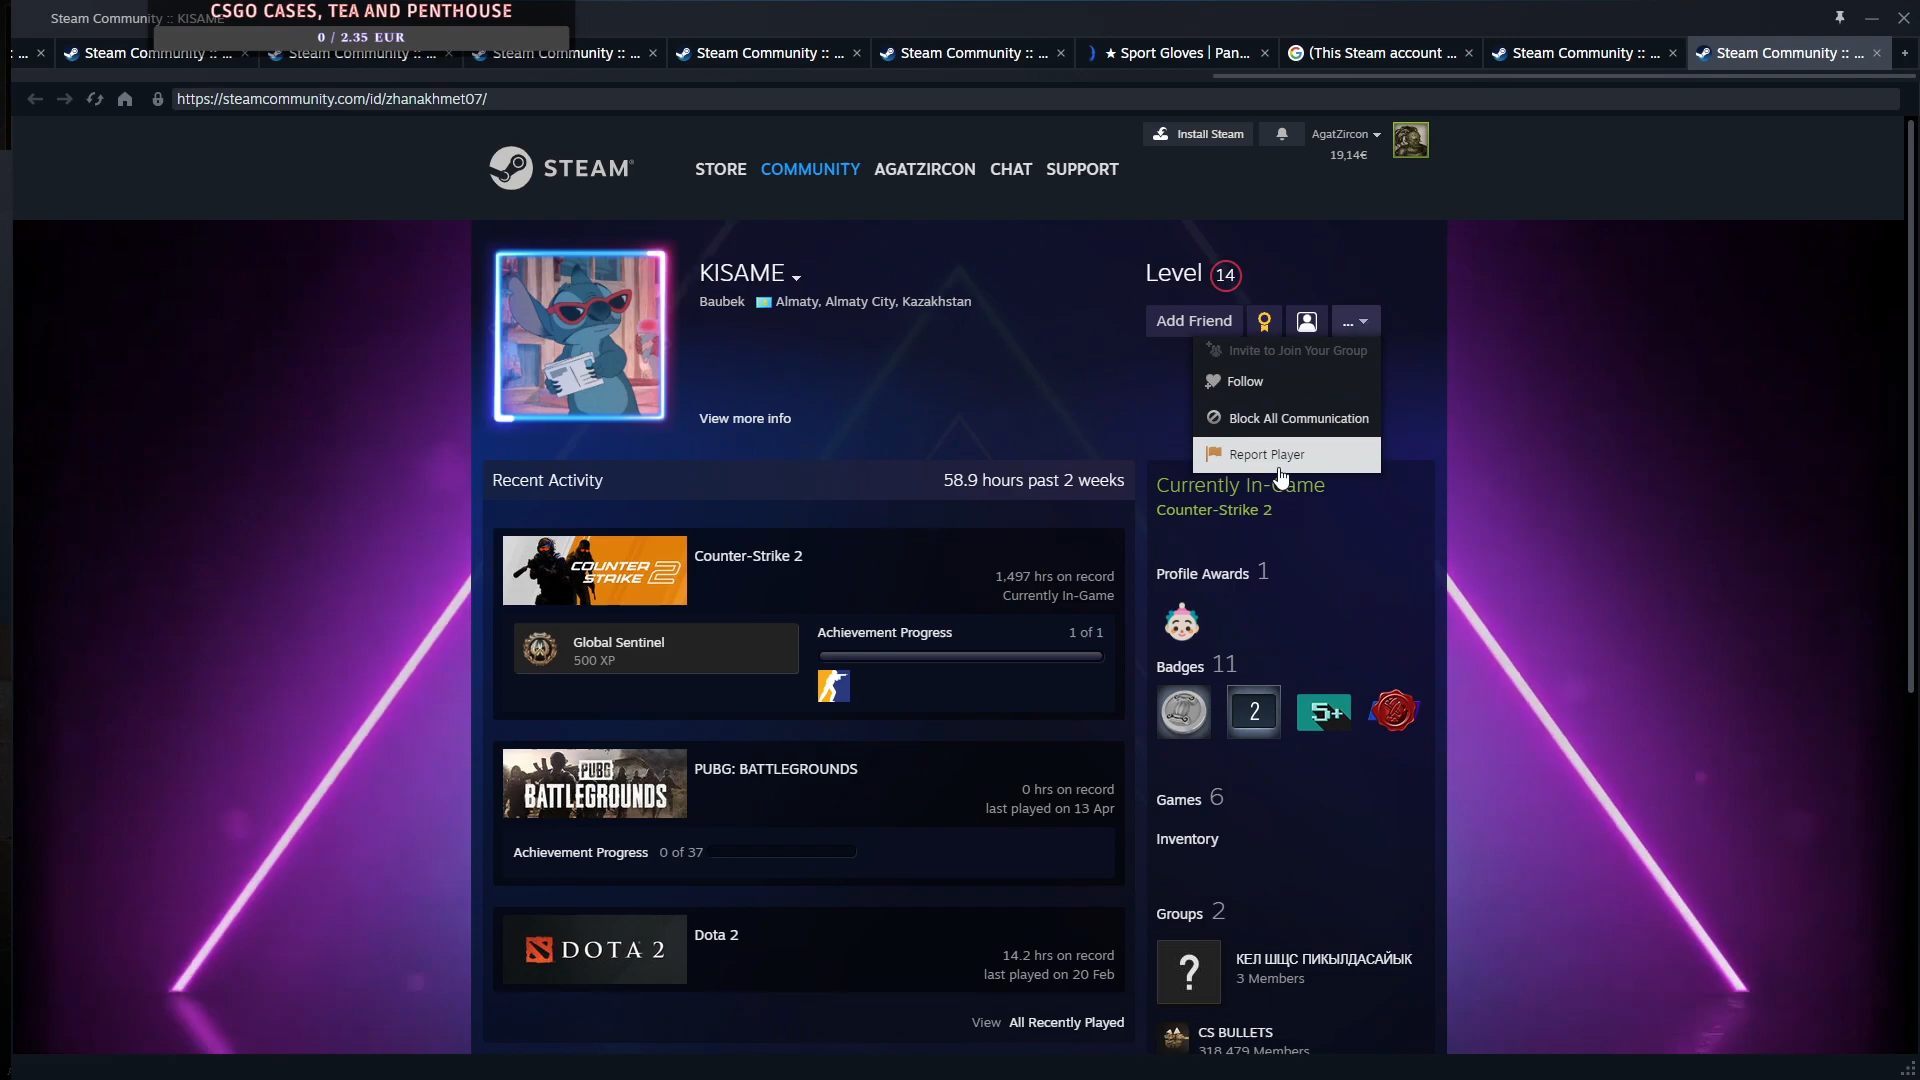 Steam Community :: KISAME
CSGO CASES, TEA AND PENTHOUSE
0 / 2.35 EUR
: ...
Steam Community :: ...
Steam Community :: ...
Steam Community :: ...
Steam Community :: ...
Steam Community :: ...
★ Sport Gloves | Pan...
(This Steam account ...
Steam Community :: ...
Steam Community :: ...
https://steamcommunity.com/id/zhanakhmet07/
Install Steam
AgatZircon
19,14€
STEAM
STORE
COMMUNITY
AGATZIRCON
CHAT
SUPPORT
KISAME
Baubek
Almaty, Almaty City, Kazakhstan
View more info
Level 14
Add Friend
...
Invite to Join Your Group
Follow
Block All Communication
Report Player
Recent Activity
58.9 hours past 2 weeks
Currently In-Game
Counter-Strike 2
COUNTER STRIKE 2
Counter-Strike 2
1,497 hrs on record
Currently In-Game
Global Sentinel
500 XP
Achievement Progress
1 of 1
PUBG
BATTLEGROUNDS
PUBG: BATTLEGROUNDS
0 hrs on record
last played on 13 Apr
Achievement Progress 0 of 37
DOTA 2
Dota 2
14.2 hrs on record
last played on 20 Feb
View All Recently Played
Profile Awards 1
Badges 11
2
5+
Games 6
Inventory
Groups 2
?
КЕЛ ШЩС ПИКЫЛДАСАЙЫК
3 Members
CS BULLETS
318,479 Members